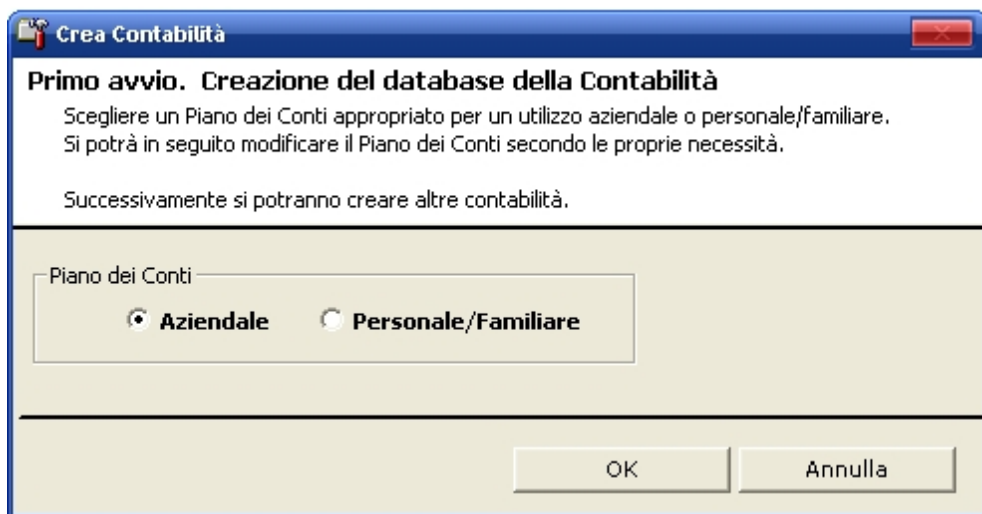 Crea Contabilità
Primo avvio. Creazione del database della Contabilità
Scegliere un Piano dei Conti appropriato per un utilizzo aziendale o personale/familiare.
Si potrà in seguito modificare il Piano dei Conti secondo le proprie necessità.
Successivamente si potranno creare altre contabilità.
Piano dei Conti
Aziendale Personale/Familiare
OK Annulla